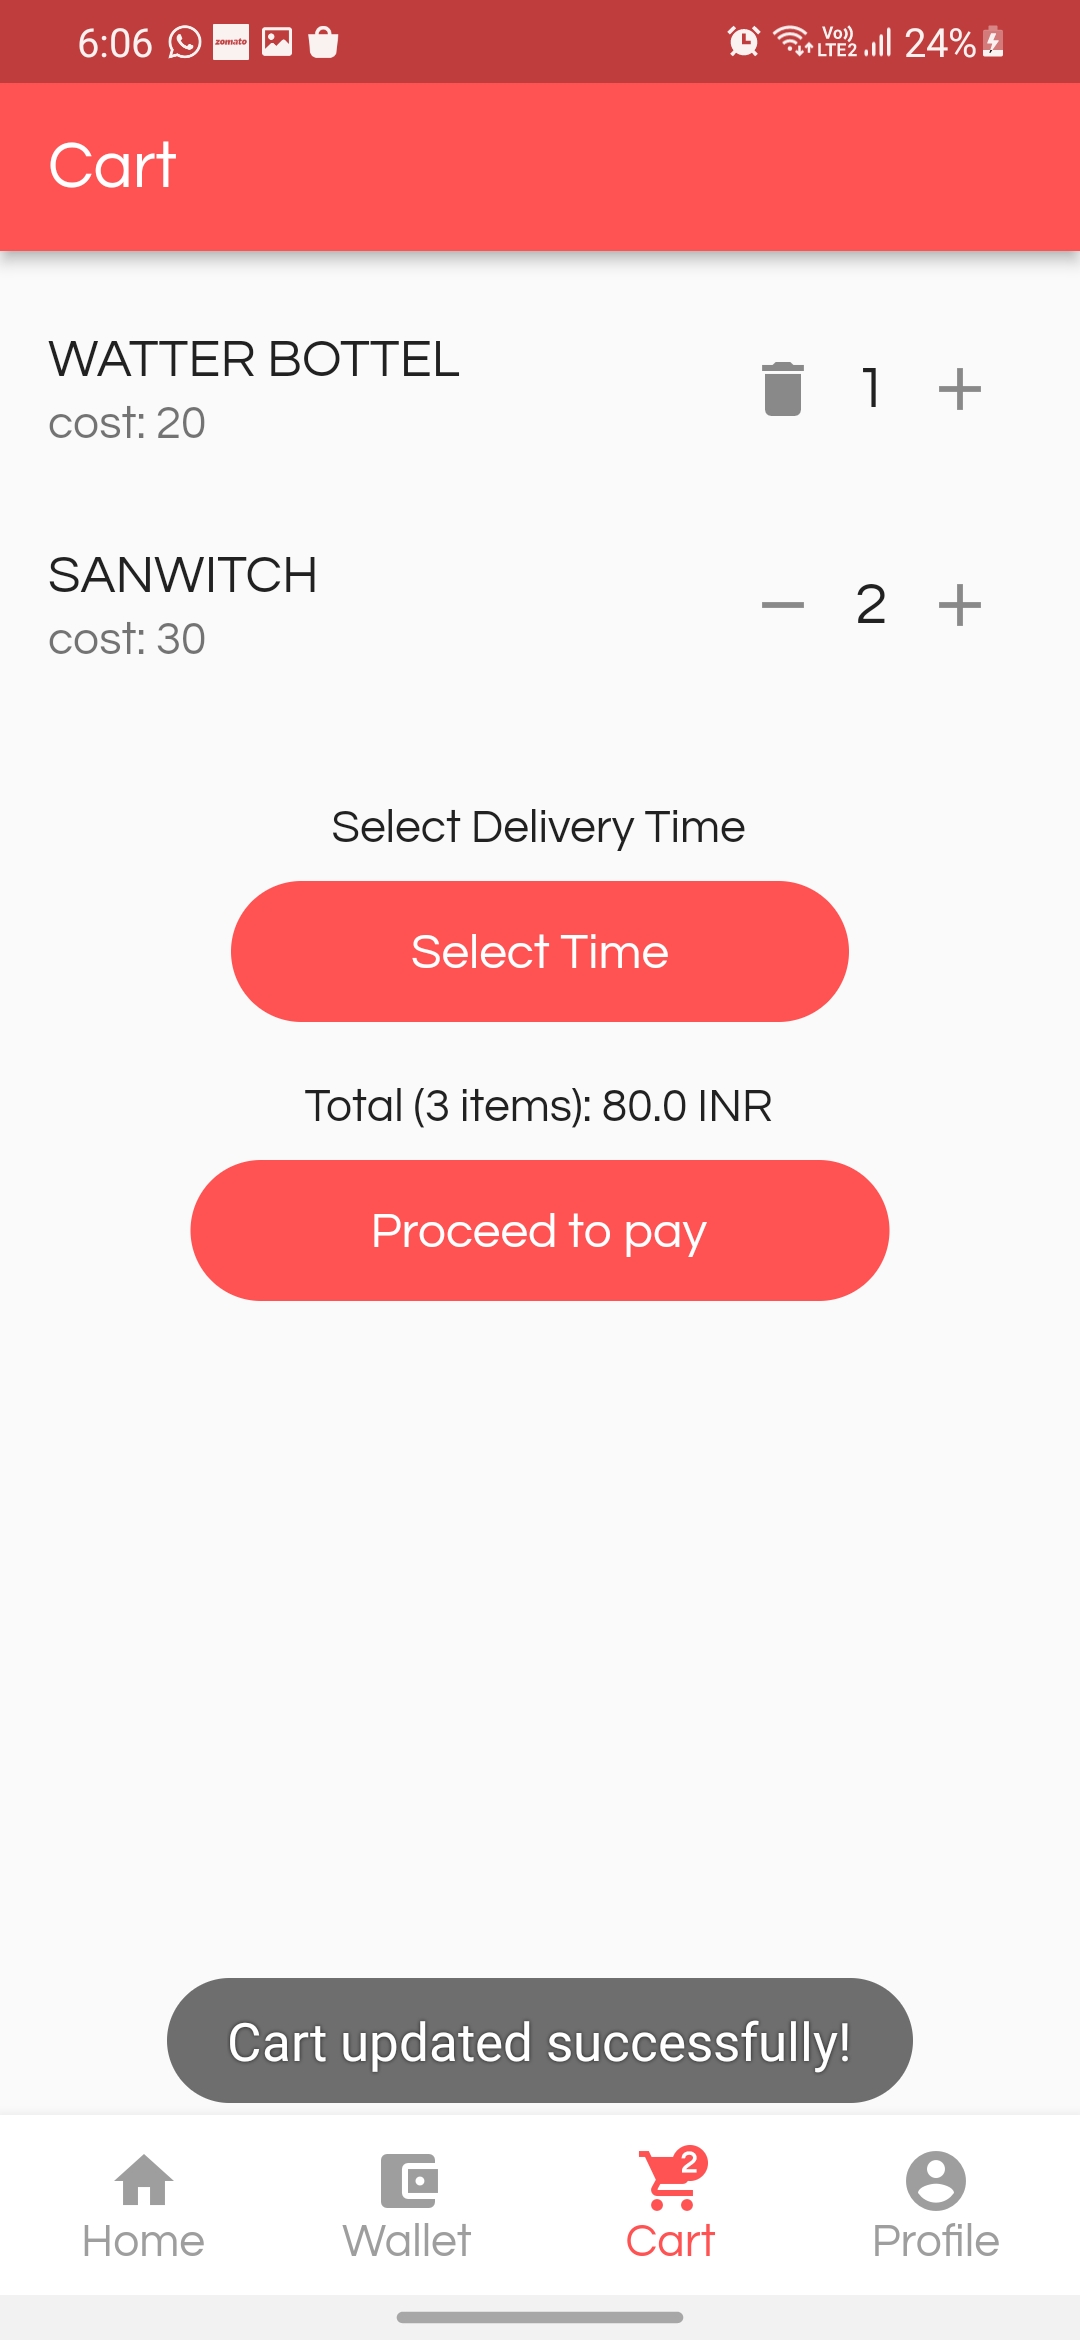 6:06 zomato Vo)) LTE2 24%
Cart
WATTER BOTTEL
cost: 20
1
SANWITCH
cost: 30
2
Select Delivery Time
Select Time
Total (3 items): 80.0 INR
Proceed to pay
Cart updated successfully!
2
Home Wallet Cart Profile